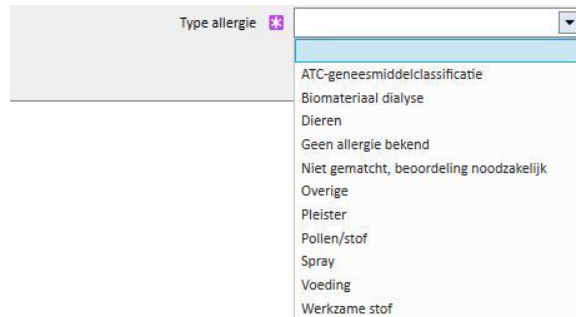 Type allergie
ATC-geneesmiddelclassificatie
Biomateriaal dialyse
Dieren
Geen allergie bekend
Niet gematcht, beoordeling noodzakelijk
Overige
Pleister
Pollen/stof
Spray
Voeding
Werkzame stof